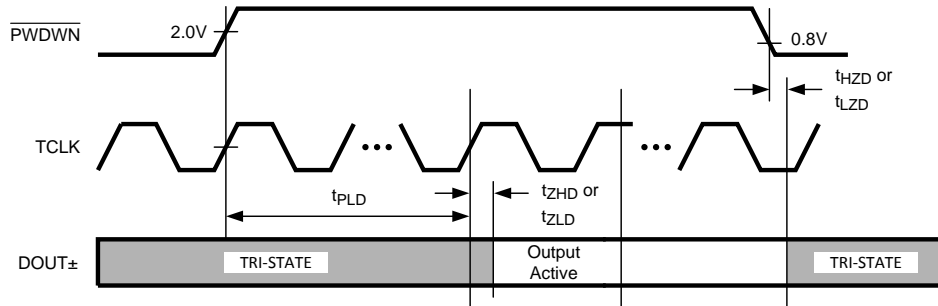 PWDWN
2.0V
0.8V
tHZD or
tLZD
TCLK
tPLD
tZHD or
tZLD
DOUT±
TRI-STATE
Output
Active
TRI-STATE